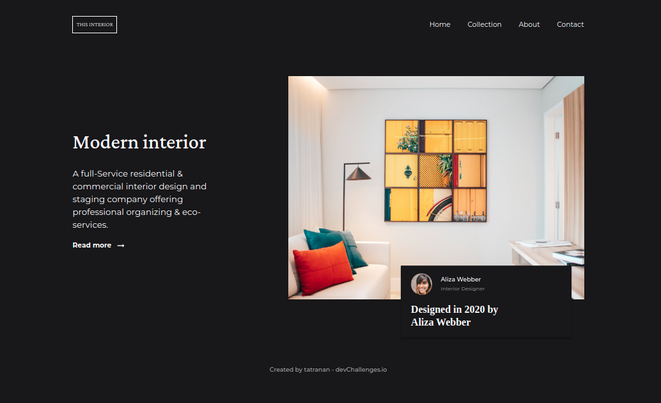 THIS INTERIOR
Home Collection About Contact
Modern interior
A full-Service residential &
commercial interior design and
staging company offering
professional organizing & eco-
services.
Read more →
Aliza Webber
Interior Designer
Designed in 2020 by
Aliza Webber
Created by tatranan - devChallenges.io